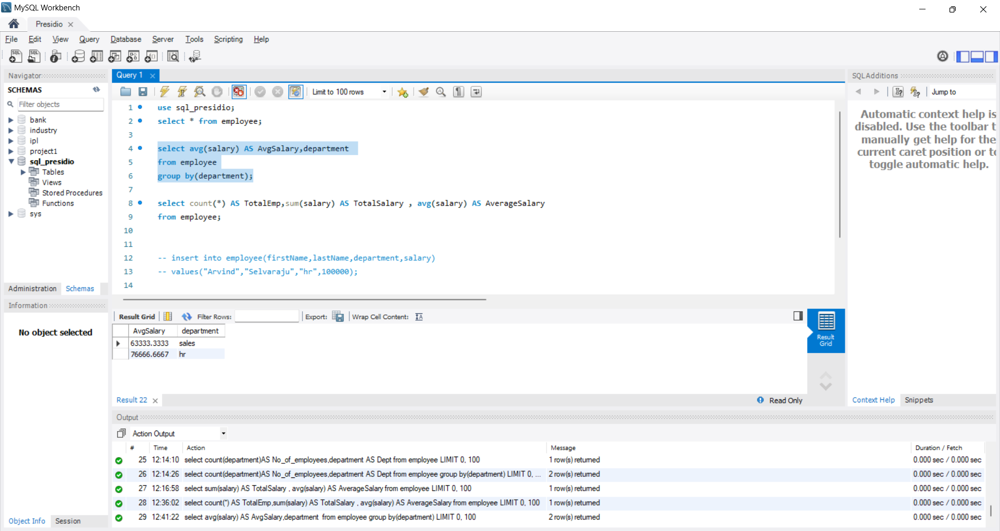 MySQL Workbench
Presidio
File Edit View Query Database Server Tools Scripting Help
Navigator
SCHEMAS
Filter objects
bank
industry
ipl
project1
sql_presidio
Tables
Views
Stored Procedures
Functions
sys
Administration Schemas
Information
No object selected
Object Info Session
Query 1
Limit to 100 rows
1 use sql_presidio;
2 select * from employee;
3
4 select avg(salary) AS AvgSalary,department
5 from employee
6 group by(department);
7
8 select count(*) AS TotalEmp,sum(salary) AS TotalSalary , avg(salary) AS AverageSalary
9 from employee;
10
11
12 -- insert into employee(firstName,lastName,department,salary)
13 -- values("Arvind","Selvaraju","hr",100000);
14
Result Grid Filter Rows: Export: Wrap Cell Content:
AvgSalary department
63333.3333 sales
76666.6667 hr
Result Grid
Result 22
Read Only
SQLAdditions
Jump to
Automatic context help is
disabled. Use the toolbar t
manually get help for the
current caret position or to
toggle automatic help.
Context Help Snippets
Output
Action Output
# Time Action Message Duration / Fetch
25 12:14:10 select count(department)AS No_of_employees,department AS Dept from employee LIMIT 0, 100 1 row(s) returned 0.000 sec / 0.000 sec
26 12:14:26 select count(department)AS No_of_employees,department AS Dept from employee group by(department) LIMIT 0, ... 2 row(s) returned 0.000 sec / 0.000 sec
27 12:16:58 select sum(salary) AS TotalSalary , avg(salary) AS AverageSalary from employee LIMIT 0, 100 1 row(s) returned 0.000 sec / 0.000 sec
28 12:36:02 select count(*) AS TotalEmp,sum(salary) AS TotalSalary , avg(salary) AS AverageSalary from employee LIMIT 0, 100 1 row(s) returned 0.000 sec / 0.000 sec
29 12:41:22 select avg(salary) AS AvgSalary,department from employee group by(department) LIMIT 0, 100 2 row(s) returned 0.000 sec / 0.000 sec